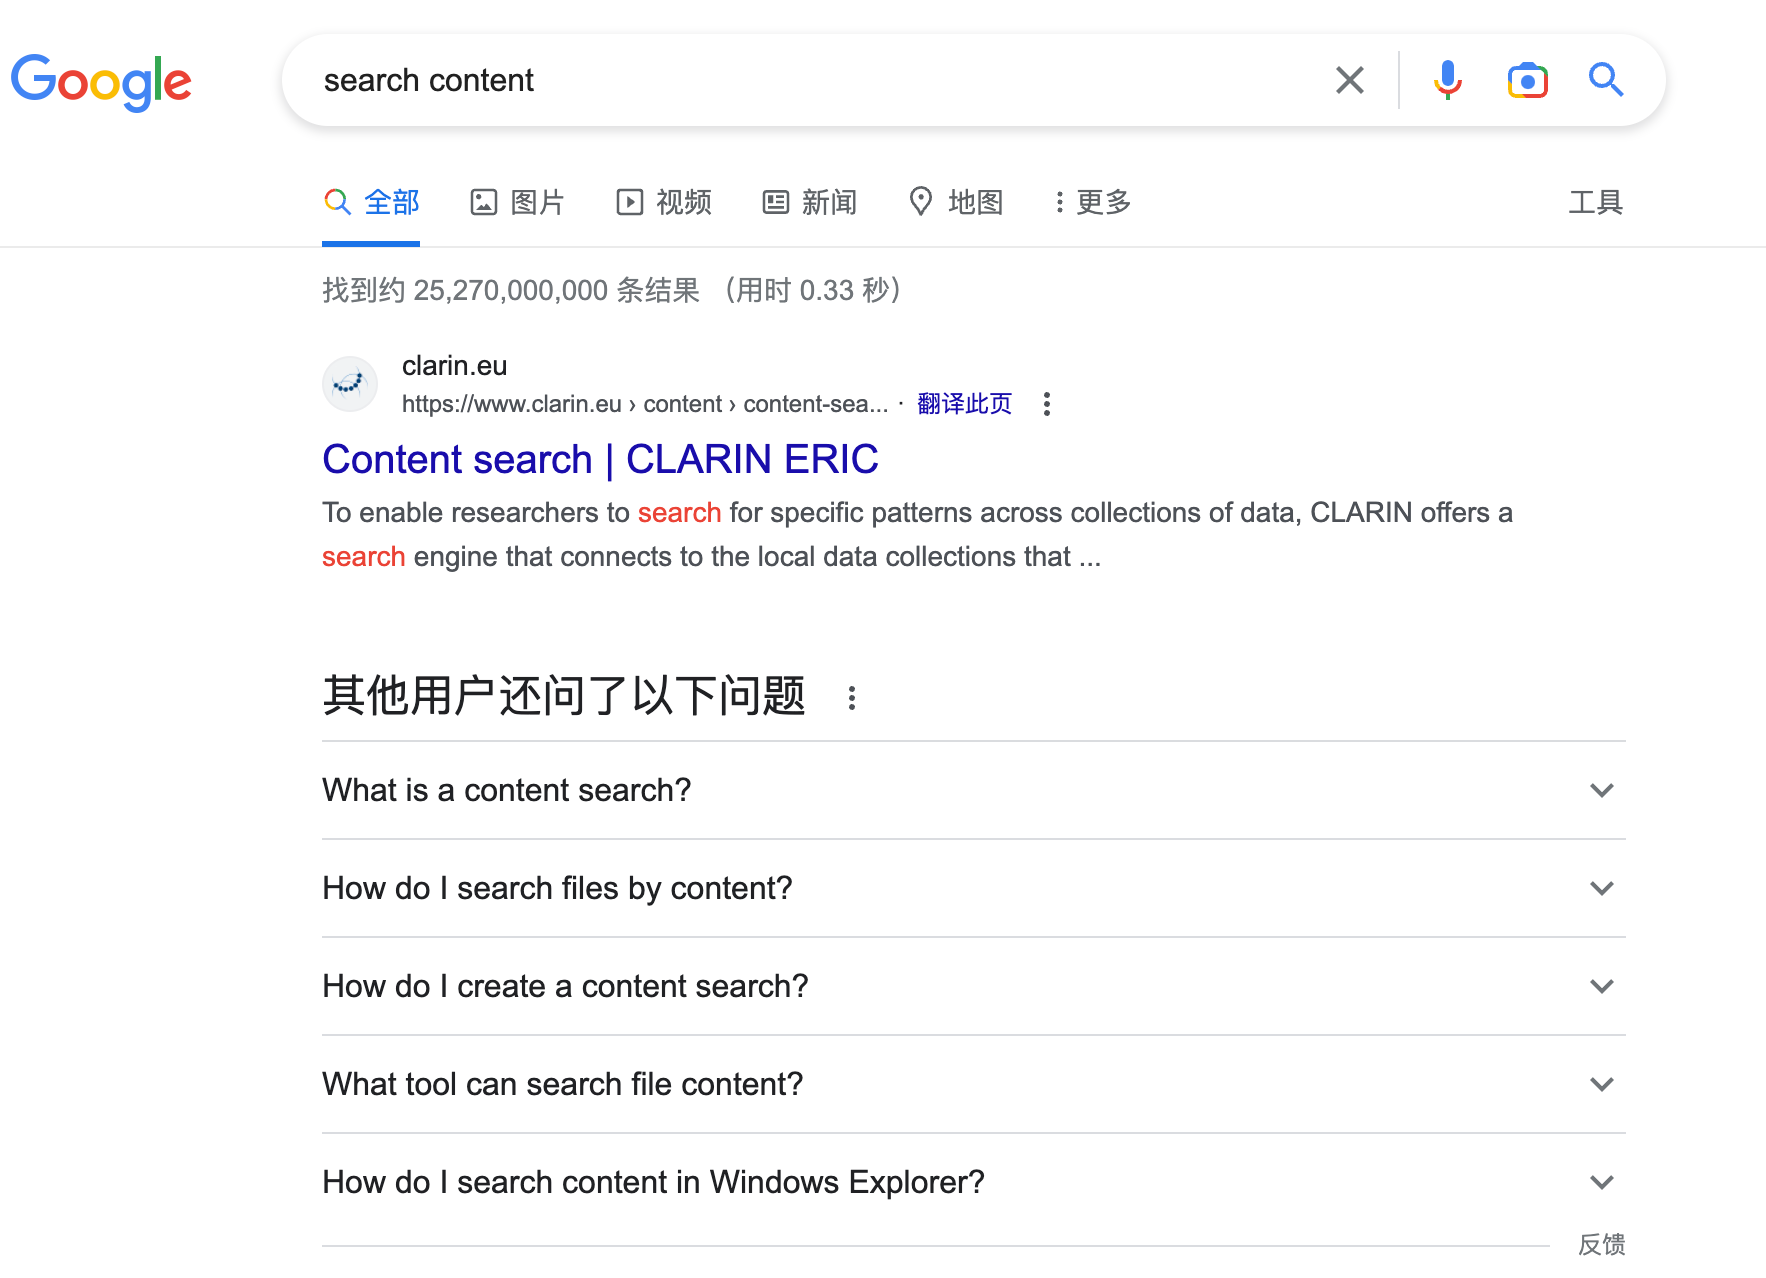 Google
search content
全部 图片 视频 新闻 地图 更多 工具
找到约 25,270,000,000 条结果 （用时 0.33 秒）
clarin.eu
https://www.clarin.eu › content › content-sea... · 翻译此页
Content search | CLARIN ERIC
To enable researchers to search for specific patterns across collections of data, CLARIN offers a
search engine that connects to the local data collections that ...
其他用户还问了以下问题
What is a content search?
How do I search files by content?
How do I create a content search?
What tool can search file content?
How do I search content in Windows Explorer?
反馈